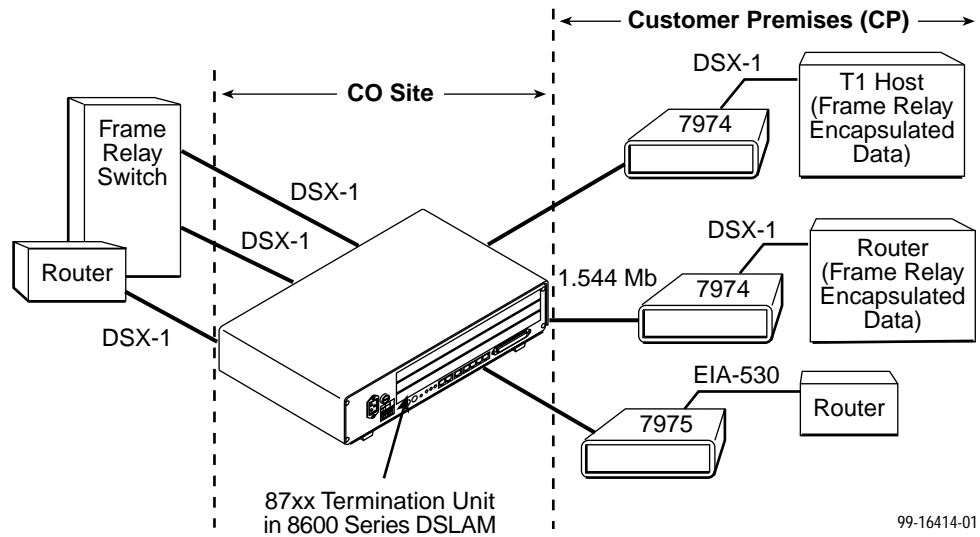 Customer Premises (CP)
CO Site
DSX-1
T1 Host
(Frame Relay
Encapsulated
Data)
7974
Frame
Relay
Switch
DSX-1
DSX-1
Router
DSX-1
1.544 Mb
DSX-1
7974
Router
(Frame Relay
Encapsulated
Data)
EIA-530
7975
Router
87xx Termination Unit
in 8600 Series DSLAM
99-16414-01